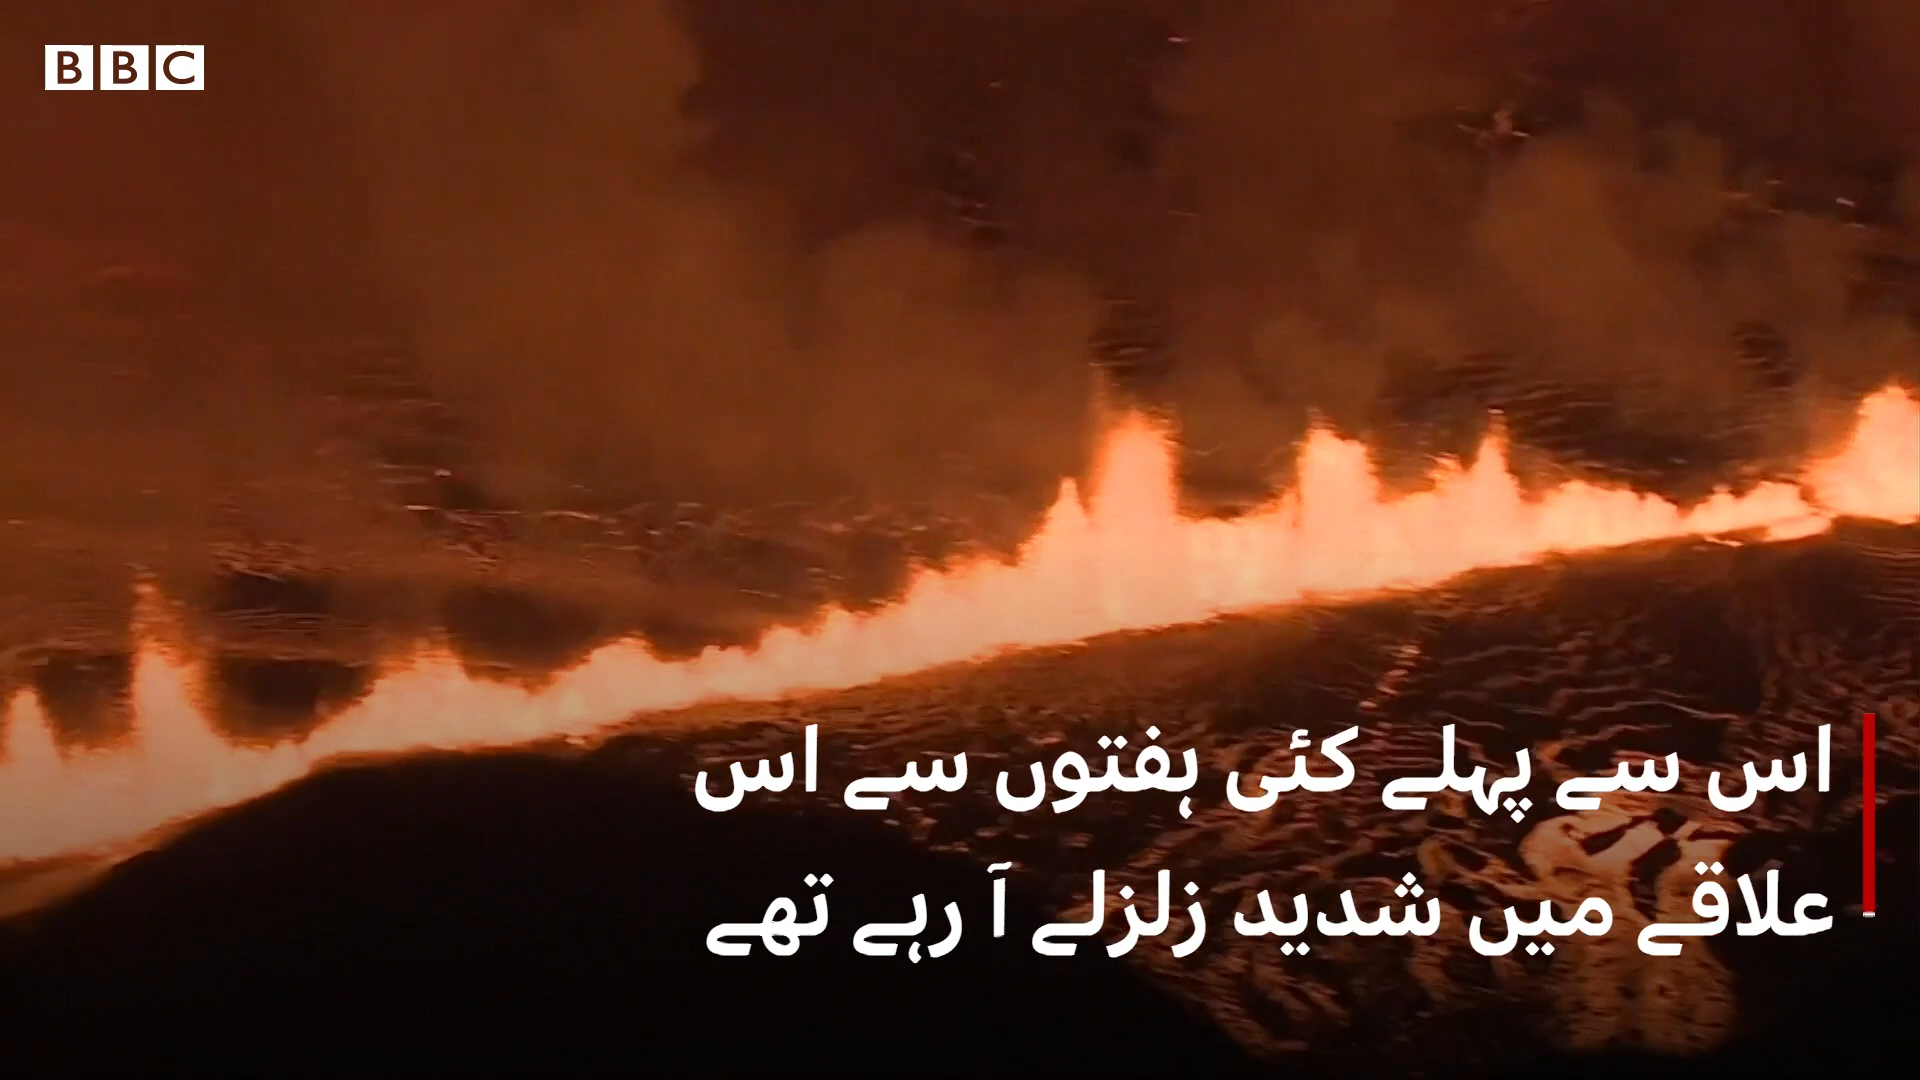 BBC
اس سے پہلے کئی ہفتوں سے اس
علاقے میں شدید زلزلے آ رہے تھے